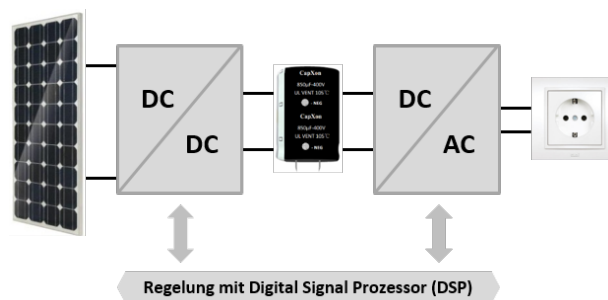 DC
DC
CapXon
850µF-400V
UL VENT 105℃
- NEG
CapXon
850µF-400V
UL VENT 105℃
- NEG
DC
AC
Regelung mit Digital Signal Prozessor (DSP)